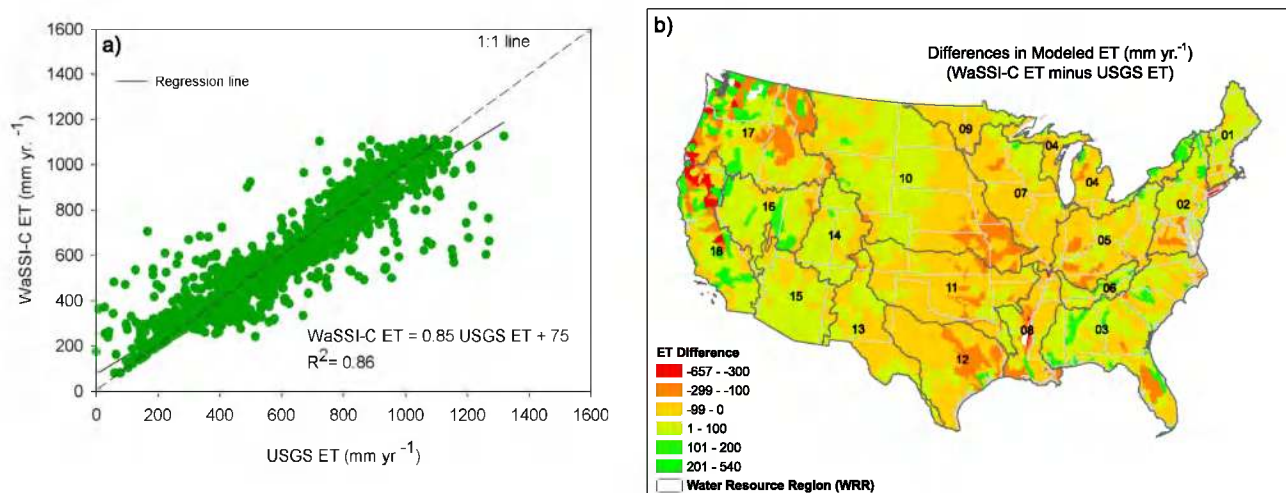 a)
1:1 line
Regression line
WaSSI-C ET (mm yr. -1)
1600
1400
1200
1000
800
600
400
200
0
WaSSI-C ET = 0.85 USGS ET + 75
R2= 0.86
0 200 400 600 800 1000 1200 1400 1600
USGS ET (mm yr -1)
b)
Differences in Modeled ET (mm yr.-1)
(WaSSI-C ET minus USGS ET)
17
09
04
01
10
07
04
02
16
14
05
18
11
06
15
13
08
03
12
ET Difference
-657 - -300
-299 - -100
-99 - 0
1 - 100
101 - 200
201 - 540
Water Resource Region (WRR)